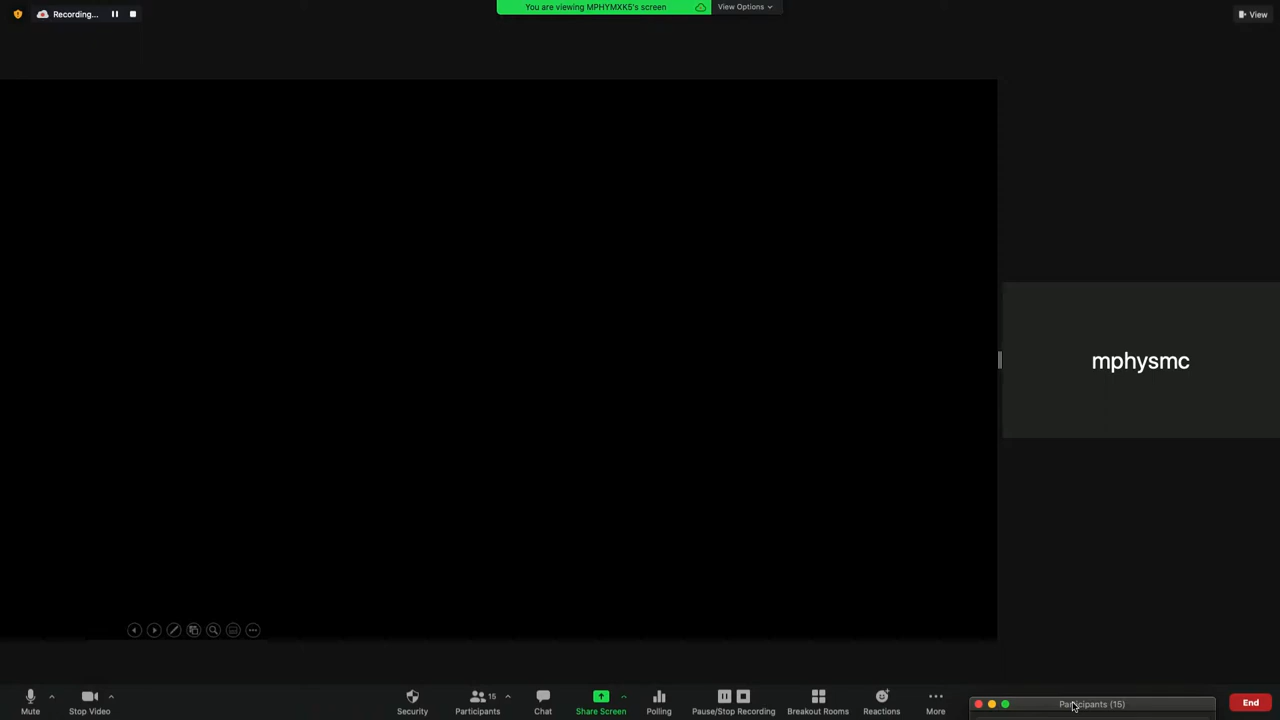 Recording...
You are viewing MPHYMXK5's screen
View Options
View
mphysmc
Mute
Stop Video
Security
15
Participants
Chat
Share Screen
Polling
Pause/Stop Recording
Breakout Rooms
Reactions
More
Participants (15)
End